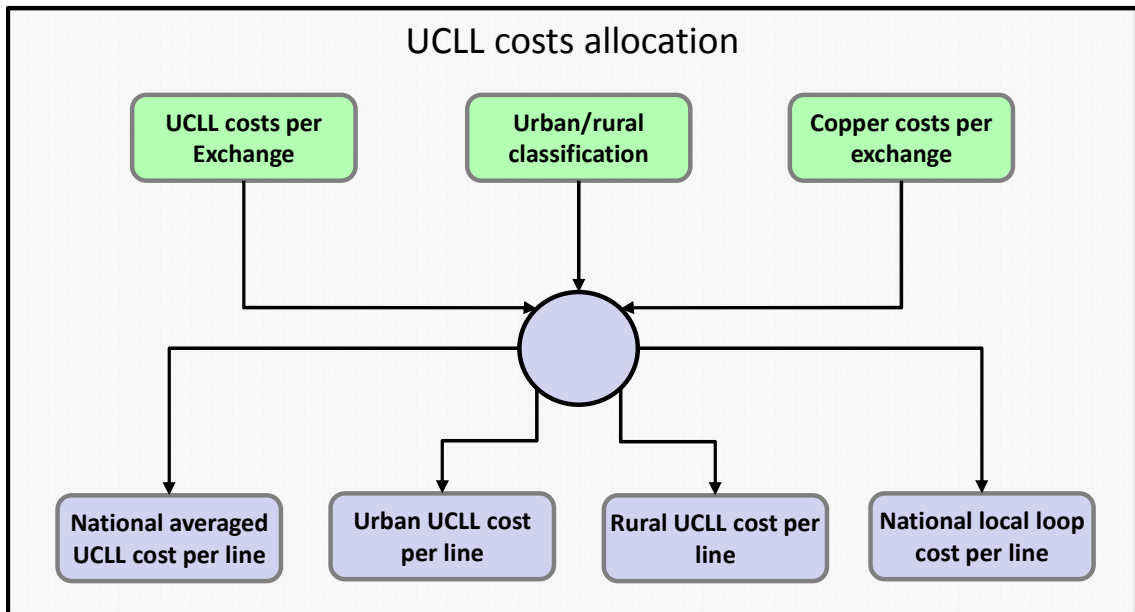 UCLL costs allocation
UCLL costs per
Exchange
Urban/rural
classification
Copper costs per
exchange
National averaged
UCLL cost per line
Urban UCLL cost
per line
Rural UCLL cost per
line
National local loop
cost per line